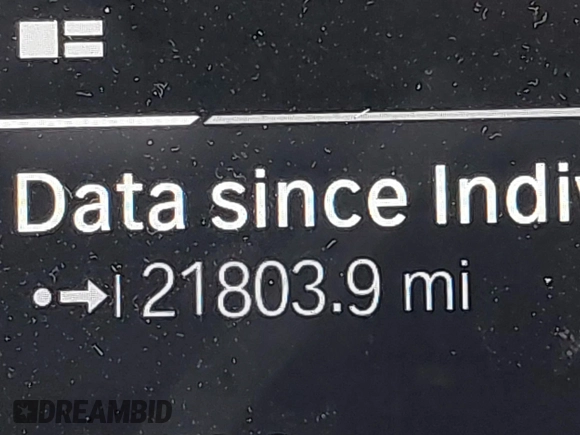 Data since Indiv
21803.9 mi
DREAMBID